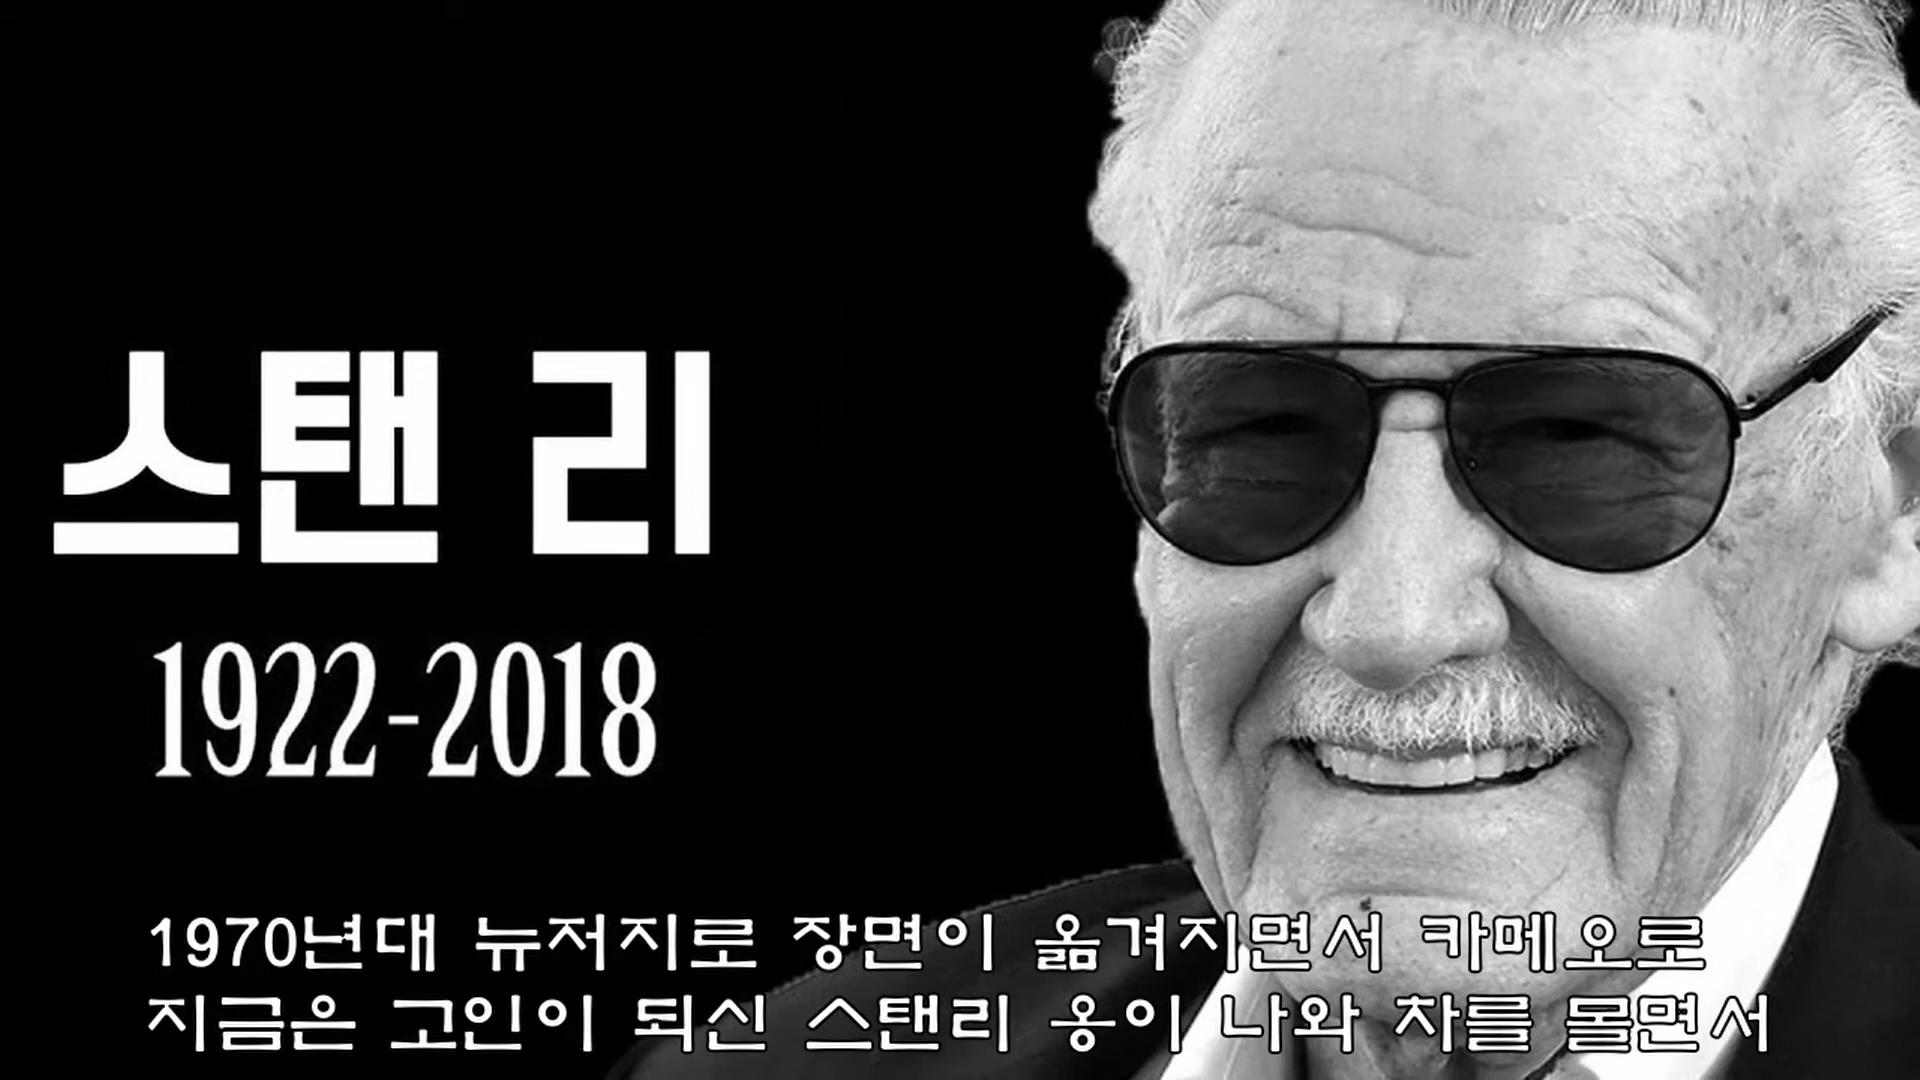 스탠 리
1922-2018
1970년대 뉴저지로 장면이 옮겨지면서 카메오로
지금은 고인이 되신 스탠리 옹이 나와 차를 몰면서